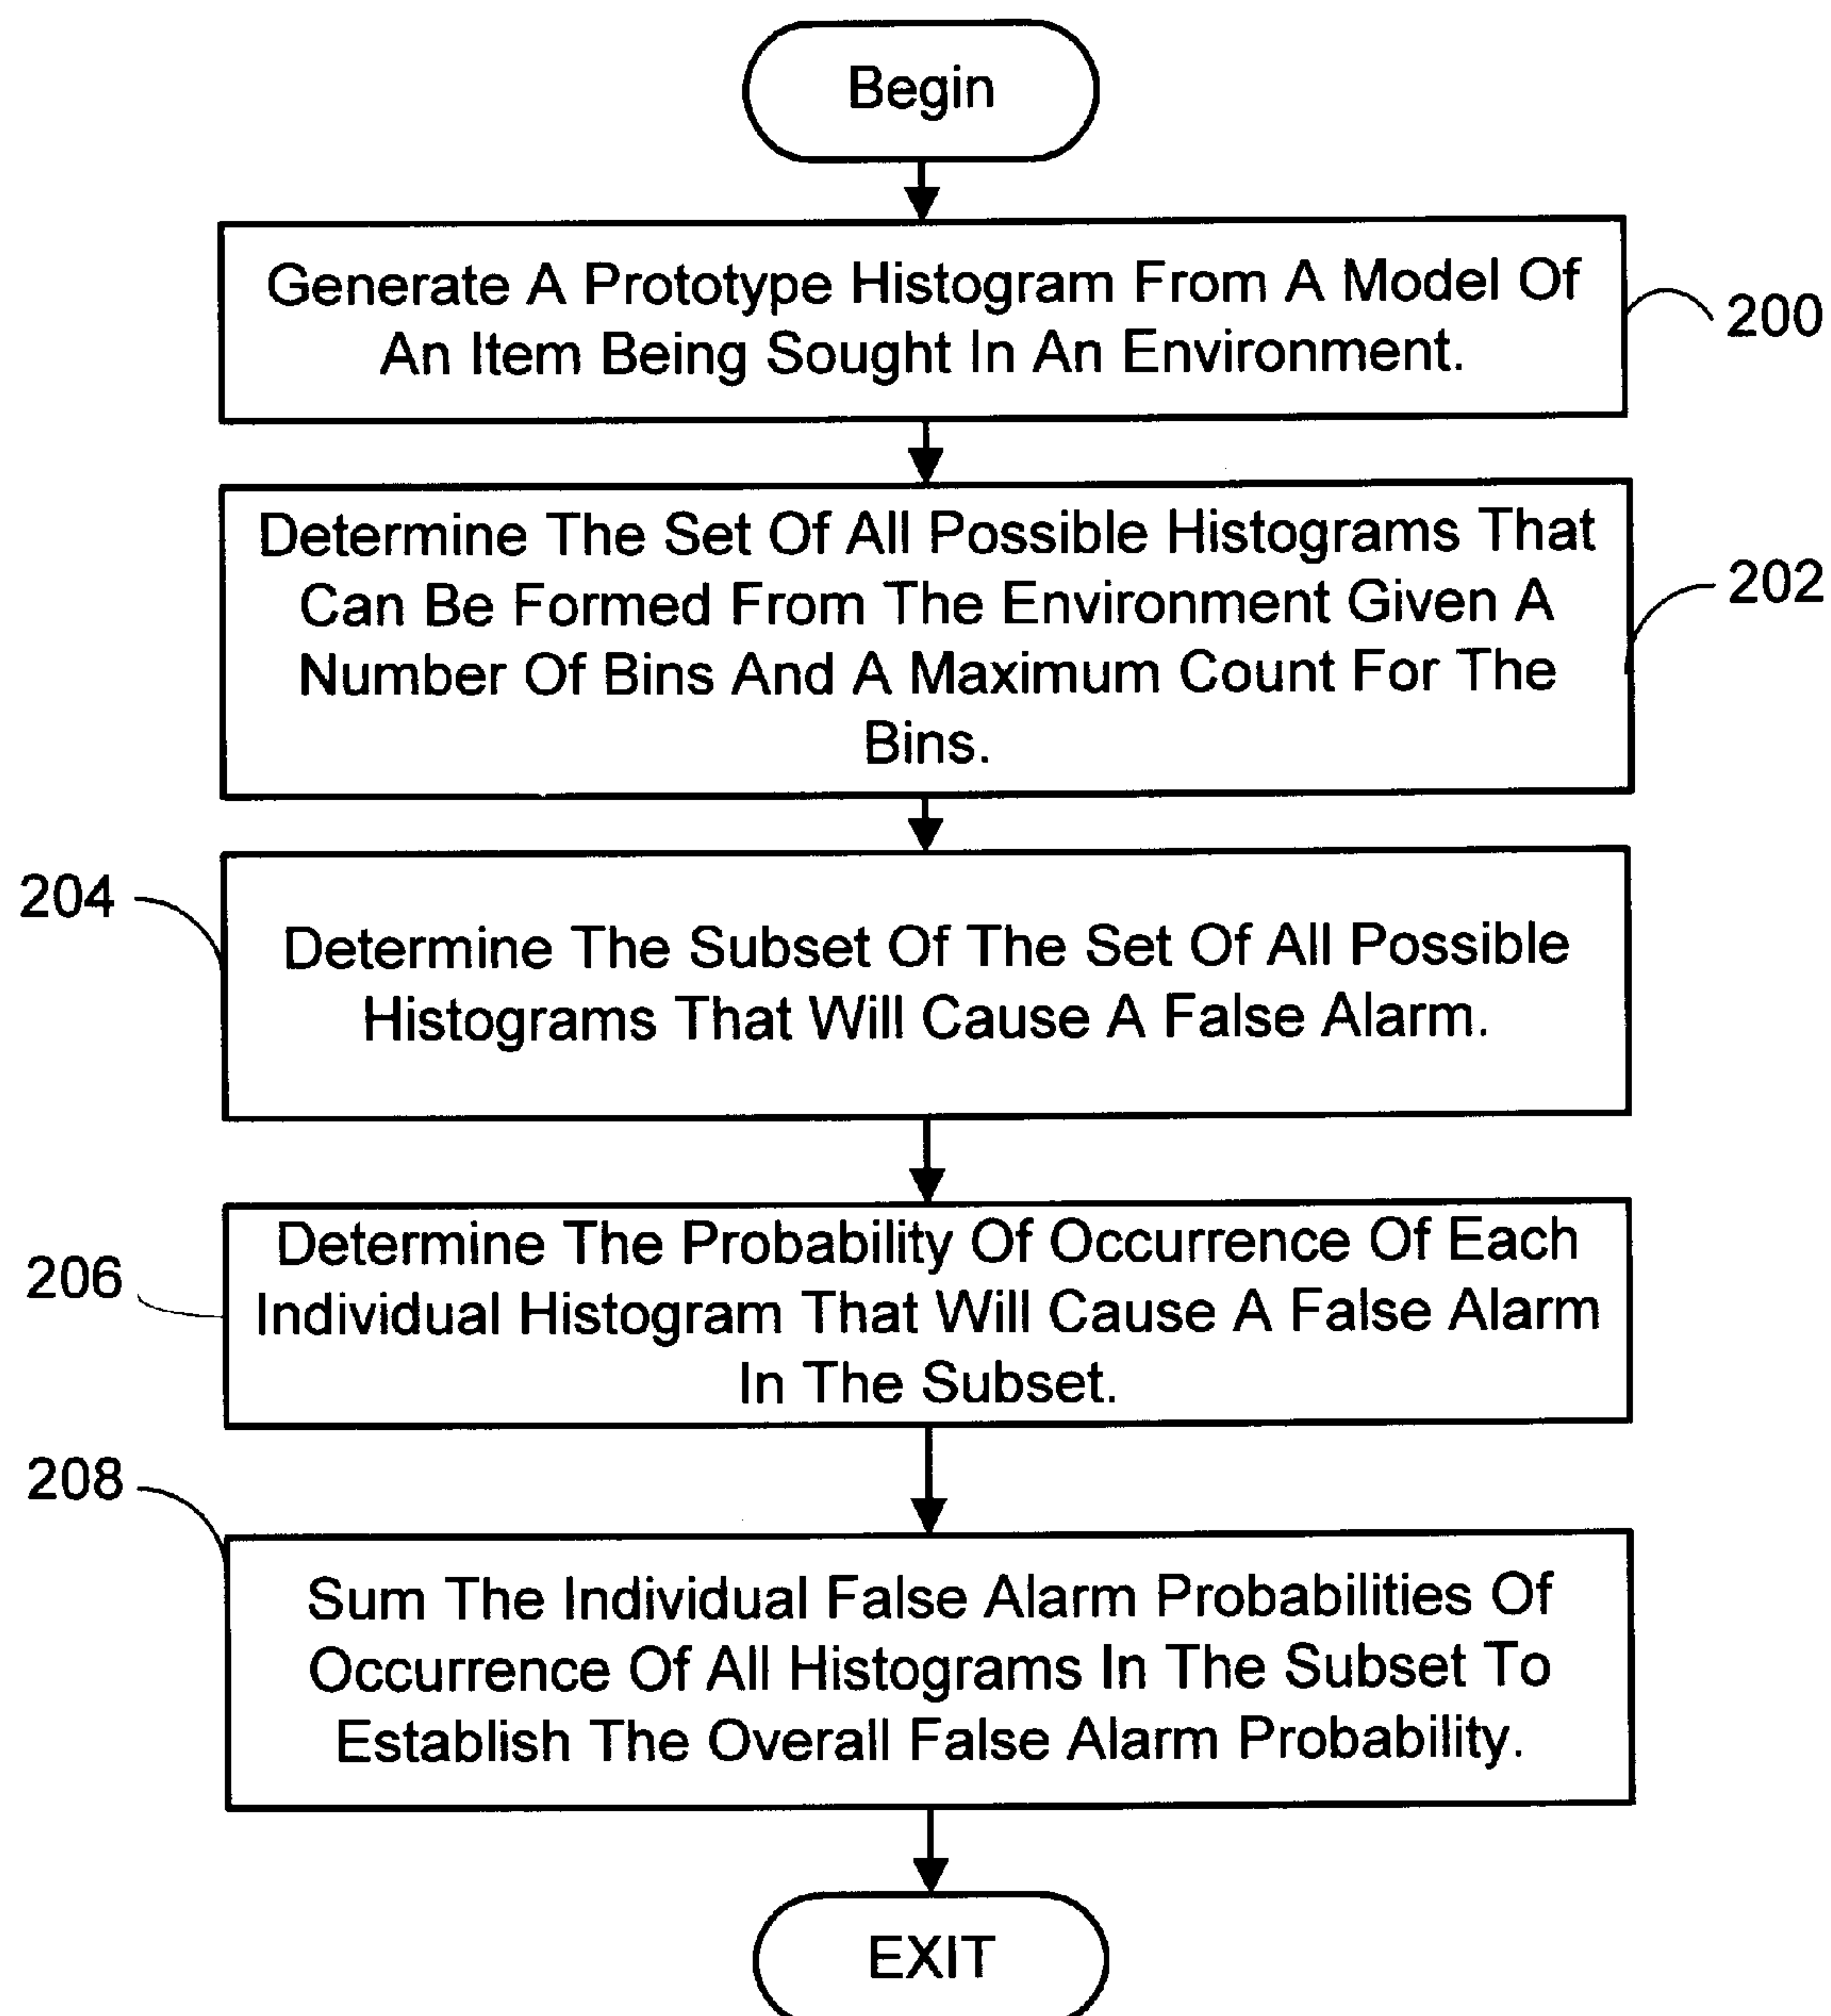 Begin
Generate A Prototype Histogram From A Model Of
An Item Being Sought In An Environment.
200
Determine The Set Of All Possible Histograms That
Can Be Formed From The Environment Given A
Number Of Bins And A Maximum Count For The
Bins.
202
204
Determine The Subset Of The Set Of All Possible
Histograms That Will Cause A False Alarm.
206
Determine The Probability Of Occurrence Of Each
Individual Histogram That Will Cause A False Alarm
In The Subset.
208
Sum The Individual False Alarm Probabilities Of
Occurrence Of All Histograms In The Subset To
Establish The Overall False Alarm Probability.
EXIT